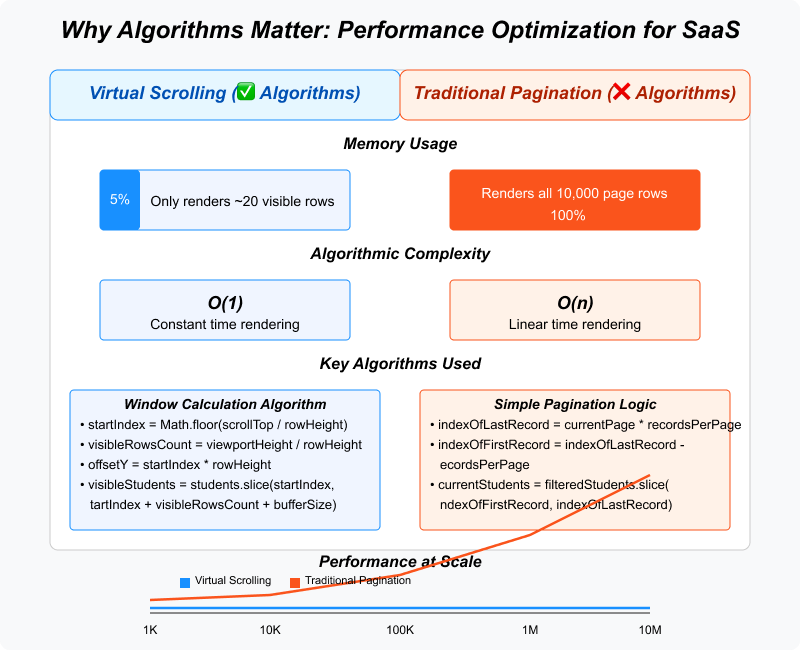 Why Algorithms Matter: Performance Optimization for SaaS
Virtual Scrolling (✅ Algorithms)
Traditional Pagination (❌ Algorithms)
Memory Usage
5%
Only renders ~20 visible rows
Renders all 10,000 page rows
100%
Algorithmic Complexity
O(1)
Constant time rendering
O(n)
Linear time rendering
Key Algorithms Used
Window Calculation Algorithm
• startIndex = Math.floor(scrollTop / rowHeight)
• visibleRowsCount = viewportHeight / rowHeight
• offsetY = startIndex * rowHeight
• visibleStudents = students.slice(startIndex,
tartIndex + visibleRowsCount + bufferSize)
Simple Pagination Logic
• indexOfLastRecord = currentPage * recordsPerPage
• indexOfFirstRecord = indexOfLastRecord -
ecordsPerPage
• currentStudents = filteredStudents.slice(
ndexOfFirstRecord, indexOfLastRecord)
Performance at Scale
Virtual Scrolling
Traditional Pagination
1K
10K
100K
1M
10M